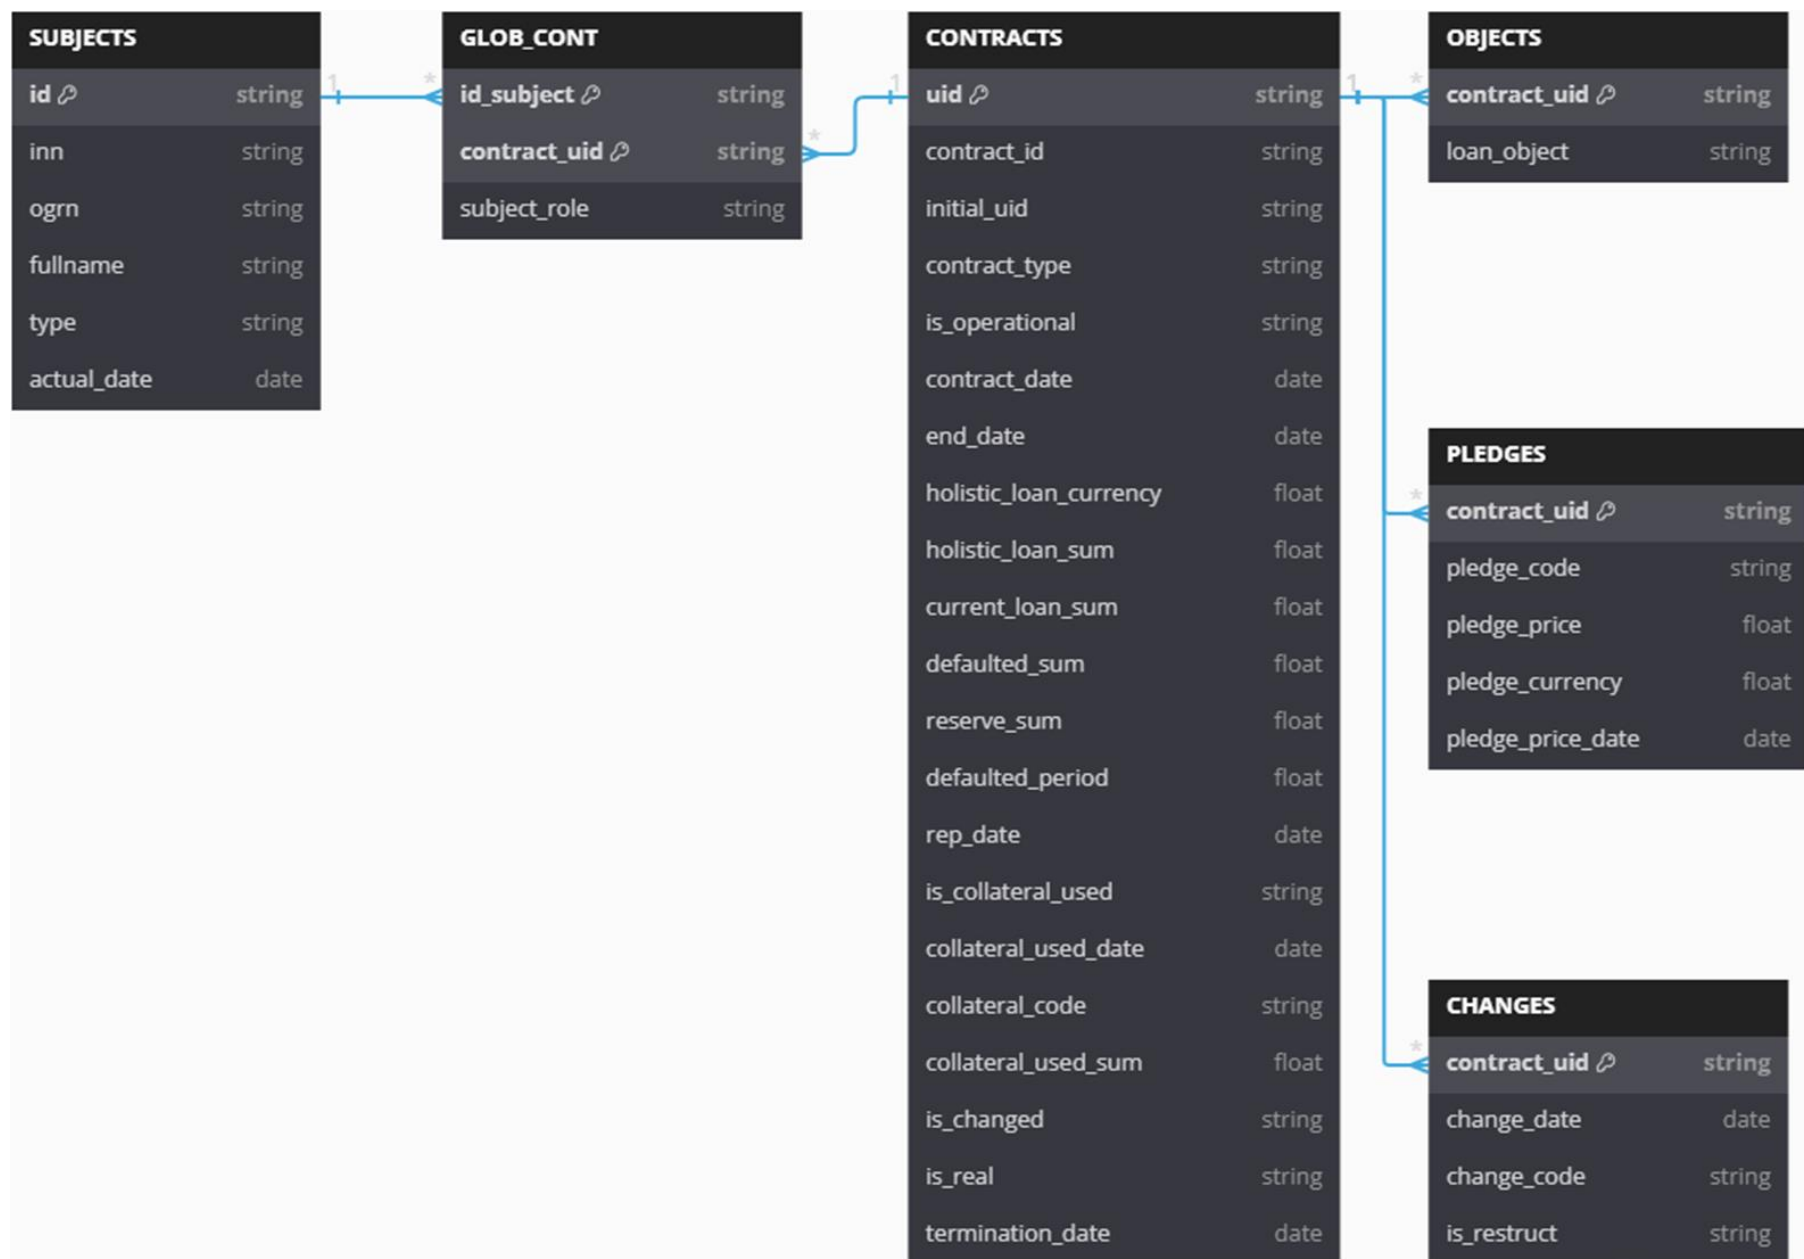 SUBJECTS
id string
inn string
ogrn string
fullname string
type string
actual_date date
1 *
GLOB_CONT
id_subject string
contract_uid string
subject_role string
* 1
CONTRACTS
uid string
contract_id string
initial_uid string
contract_type string
is_operational string
contract_date date
end_date date
holistic_loan_currency float
holistic_loan_sum float
current_loan_sum float
defaulted_sum float
reserve_sum float
defaulted_period float
rep_date date
is_collateral_used string
collateral_used_date date
collateral_code string
collateral_used_sum float
is_changed string
is_real string
termination_date date
1 *
OBJECTS
contract_uid string
loan_object string
*
PLEDGES
contract_uid string
pledge_code string
pledge_price float
pledge_currency float
pledge_price_date date
*
CHANGES
contract_uid string
change_date date
change_code string
is_restruct string